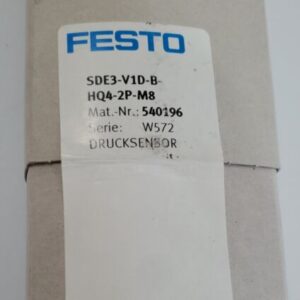 FESTO
SDE3-V1D-B-
HQ4-2P-M8
Mat.-Nr.: 540196
Serie: W572
DRUCKSENSOR